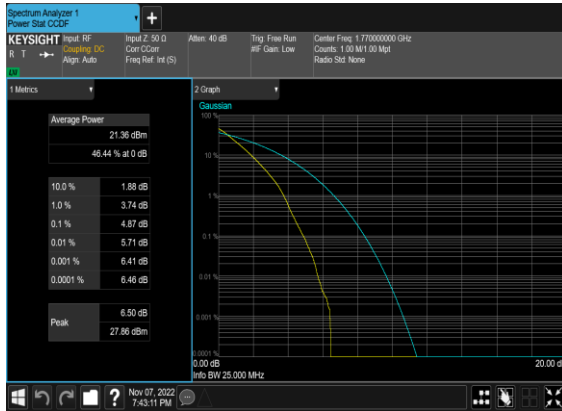 Spectrum Analyzer 1
Power Stat CCDF
+
KEYSIGHT
R T
LXI
Input: RF
Coupling: DC
Align: Auto
Input Z: 50 Ω
Corr CCorr
Freq Ref: Int (S)
Atten: 40 dB
Trig: Free Run
#IF Gain: Low
Center Freq: 1.770000000 GHz
Counts: 1.00 M/1.00 Mpt
Radio Std: None
1 Metrics
Average Power
21.36 dBm
46.44 % at 0 dB
10.0 % 1.88 dB
1.0 % 3.74 dB
0.1 % 4.87 dB
0.01 % 5.71 dB
0.001 % 6.41 dB
0.0001 % 6.46 dB
Peak
6.50 dB
27.86 dBm
2 Graph
Gaussian
100 %
10 %
1 %
0.1 %
0.01 %
0.001 %
0.0001 %
0.00 dB
20.00 d
Info BW 25.000 MHz
?
Nov 07, 2022
7:43:11 PM